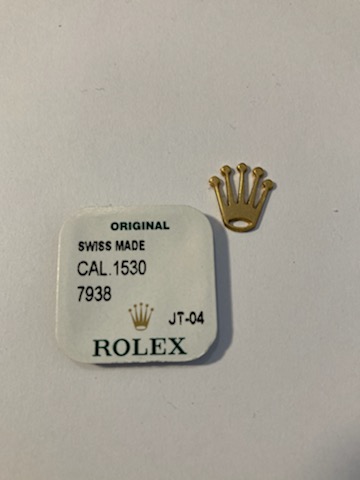 ORIGINAL
SWISS MADE
CAL.1530
7938
JT-04
ROLEX